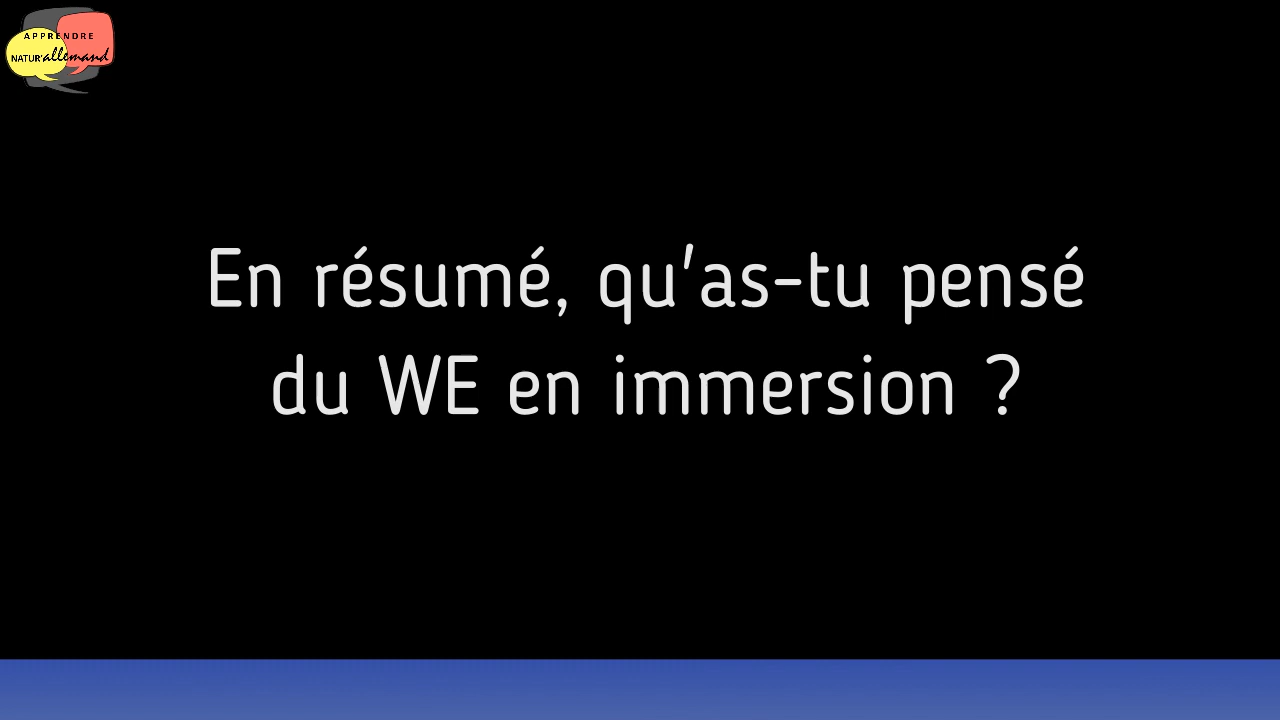 APPRENDRE
NATUR'allemand
En résumé, qu'as-tu pensé
du WE en immersion ?